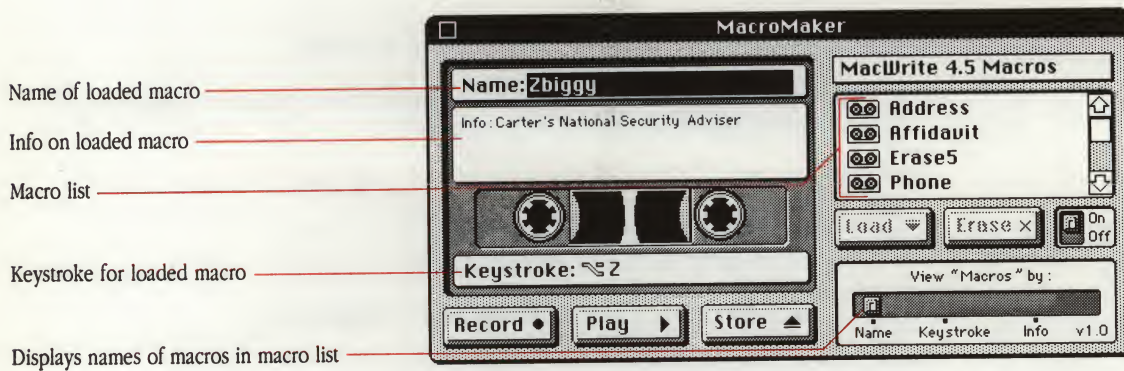 Name of loaded macro
Info on loaded macro
Macro list
Keystroke for loaded macro
Displays names of macros in macro list
MacroMaker
Name: Zbiggy
Info: Carter's National Security Adviser
Keystroke: ⌥ Z
Record ●
Play ▶
Store ⏏
MacWrite 4.5 Macros
Address
Affidavit
Erase5
Phone
Load
Erase ×
On
Off
View "Macros" by:
Name Keystroke Info v1.0